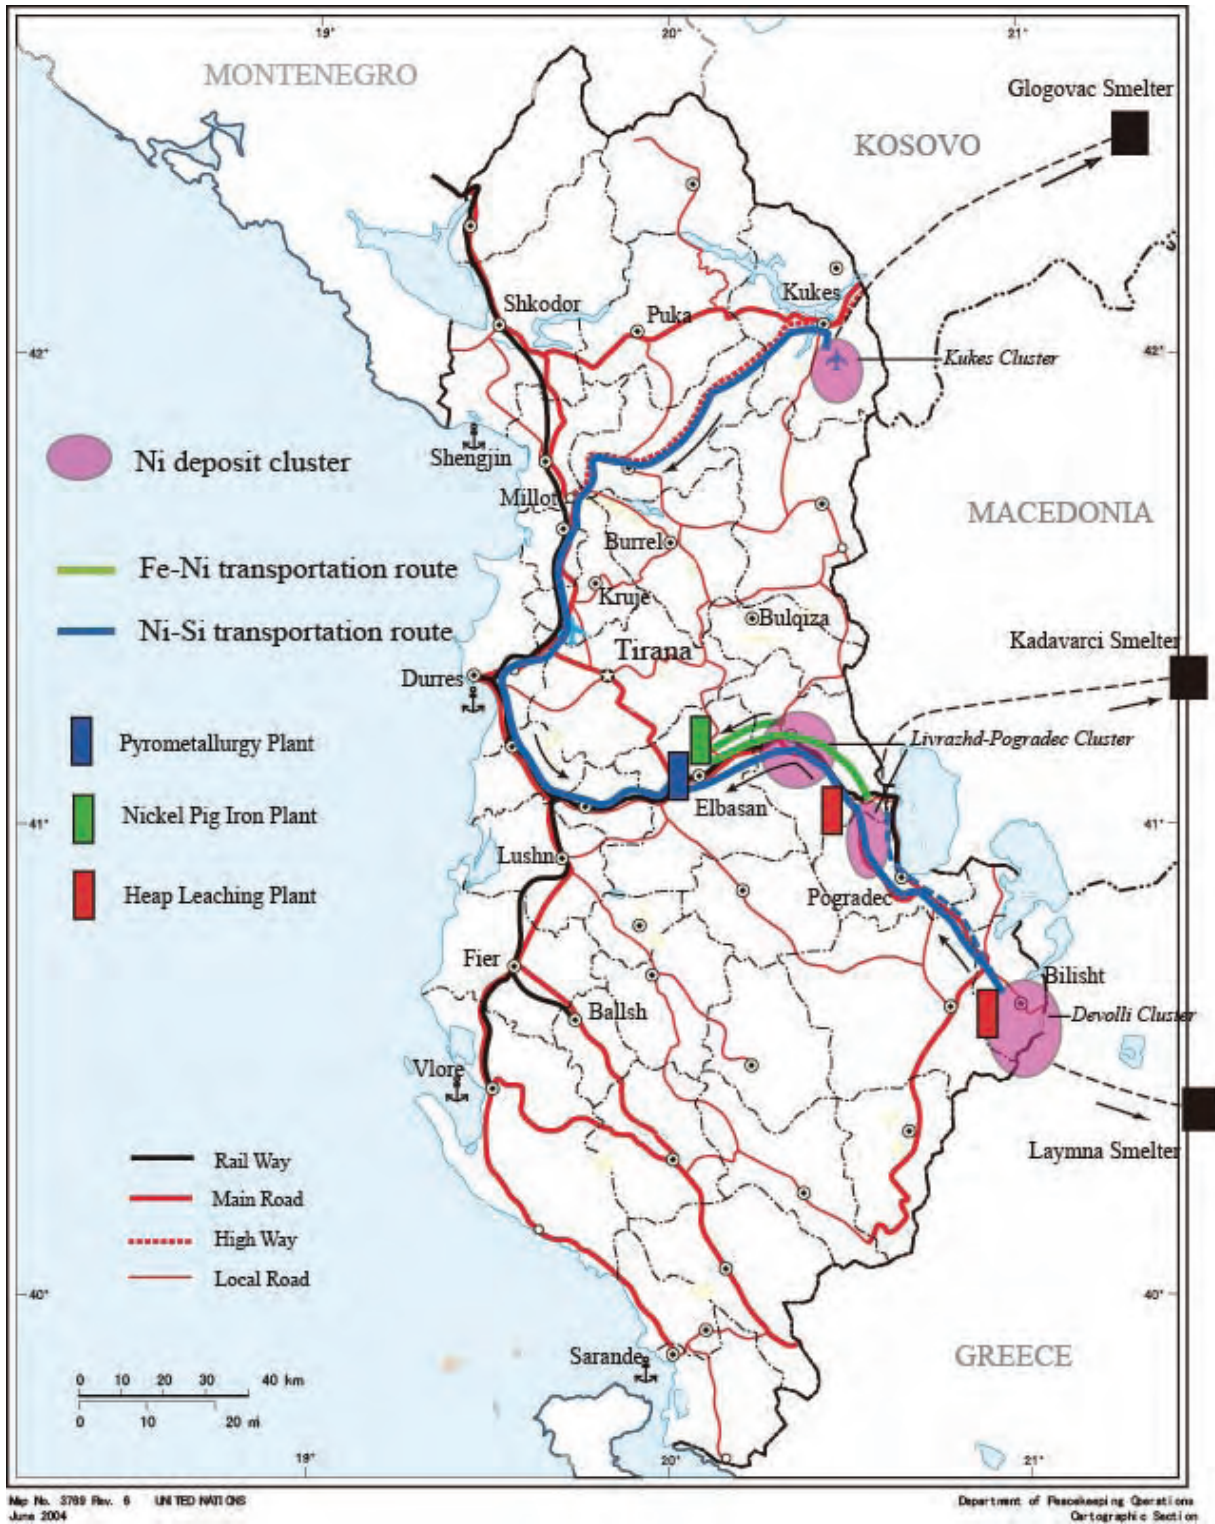 19°
20°
21°
MONTENEGRO
Glogovac Smelter
KOSOVO
Kukes
Shkodor
Puka
42°
42°
Kukes Cluster
Shengjin
Ni deposit cluster
Millot
MACEDONIA
Burrel
Fe-Ni transportation route
Kruje
Bulqiza
Ni-Si transportation route
Tirana
Kadavarci Smelter
Durres
Pyrometallurgy Plant
Livrazhd-Pogradec Cluster
Elbasan
Nickel Pig Iron Plant
41°
41°
Lushn
Heap Leaching Plant
Pogradec
Fier
Bilisht
Ballsh
Devolli Cluster
Vlore
Laymna Smelter
Rail Way
Main Road
High Way
Local Road
40°
40°
Sarande
GREECE
0 10 20 30 40 km
0 10 20 mi
19°
20°
21°
Map No. 3769 Rev. 6 UNITED NATIONS
June 2004
Department of Peacekeeping Operations
Cartographic Section